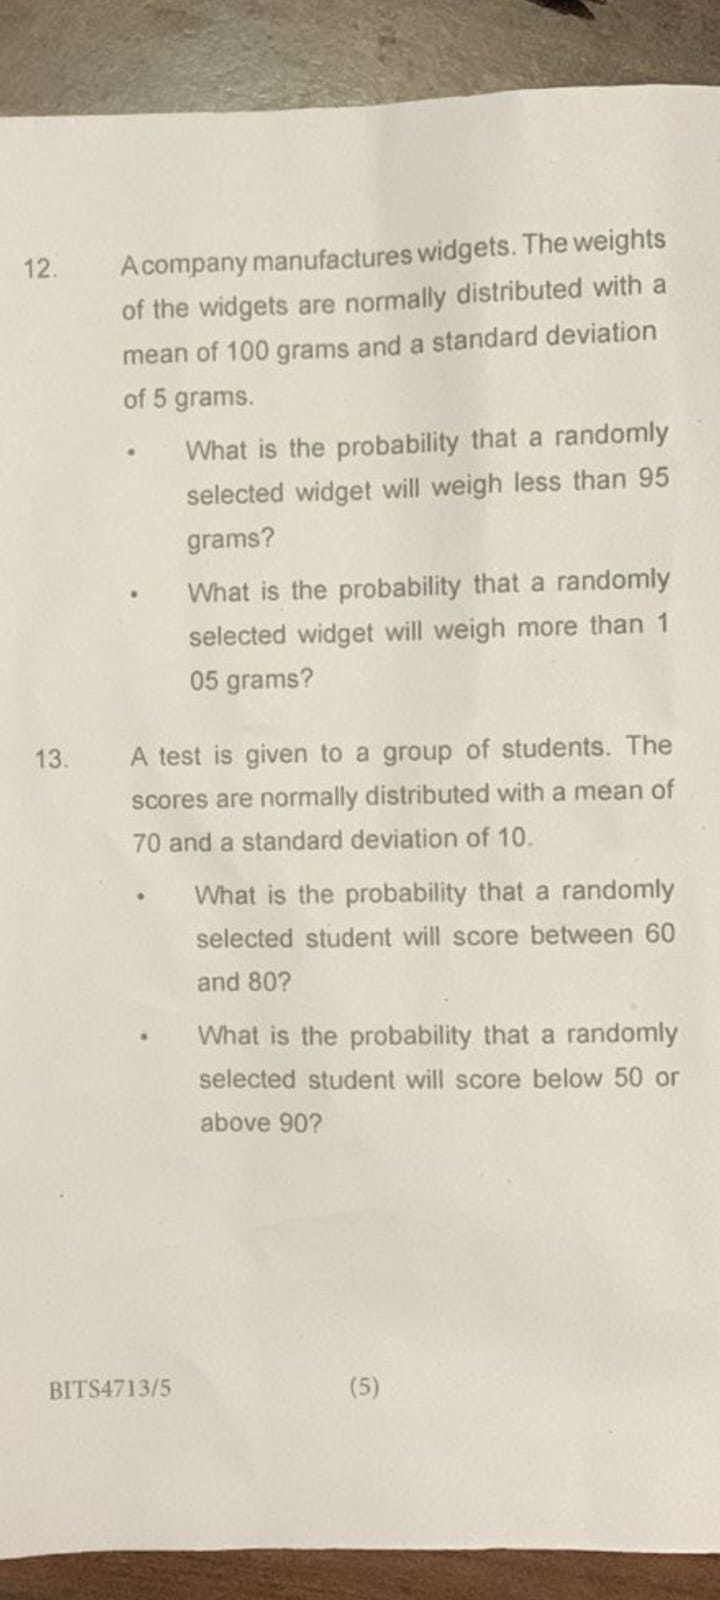 12. A company manufactures widgets. The weights
of the widgets are normally distributed with a
mean of 100 grams and a standard deviation
of 5 grams.
• What is the probability that a randomly
selected widget will weigh less than 95
grams?
• What is the probability that a randomly
selected widget will weigh more than 1
05 grams?
13. A test is given to a group of students. The
scores are normally distributed with a mean of
70 and a standard deviation of 10.
• What is the probability that a randomly
selected student will score between 60
and 80?
• What is the probability that a randomly
selected student will score below 50 or
above 90?
BITS4713/5 (5)